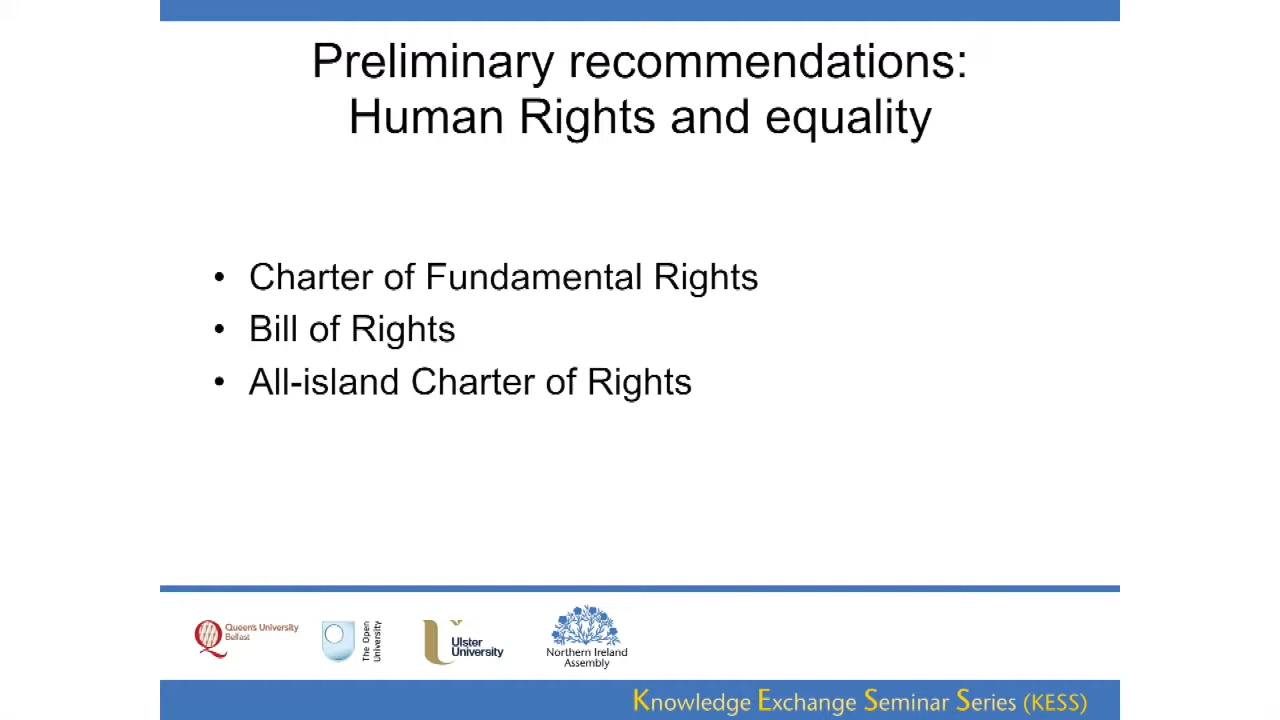 Preliminary recommendations:
Human Rights and equality
• Charter of Fundamental Rights
• Bill of Rights
• All-island Charter of Rights
Queen's University
Belfast
The Open
University
Ulster
University
Northern Ireland
Assembly
Knowledge Exchange Seminar Series (KESS)